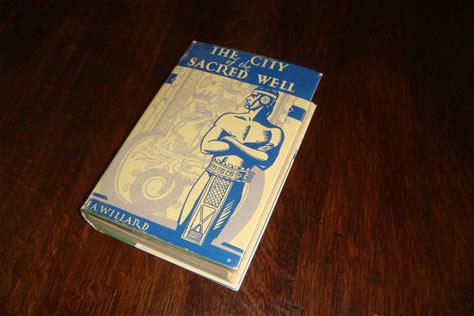 THE CITY
of the
SACRED WELL
T.A. WILLARD